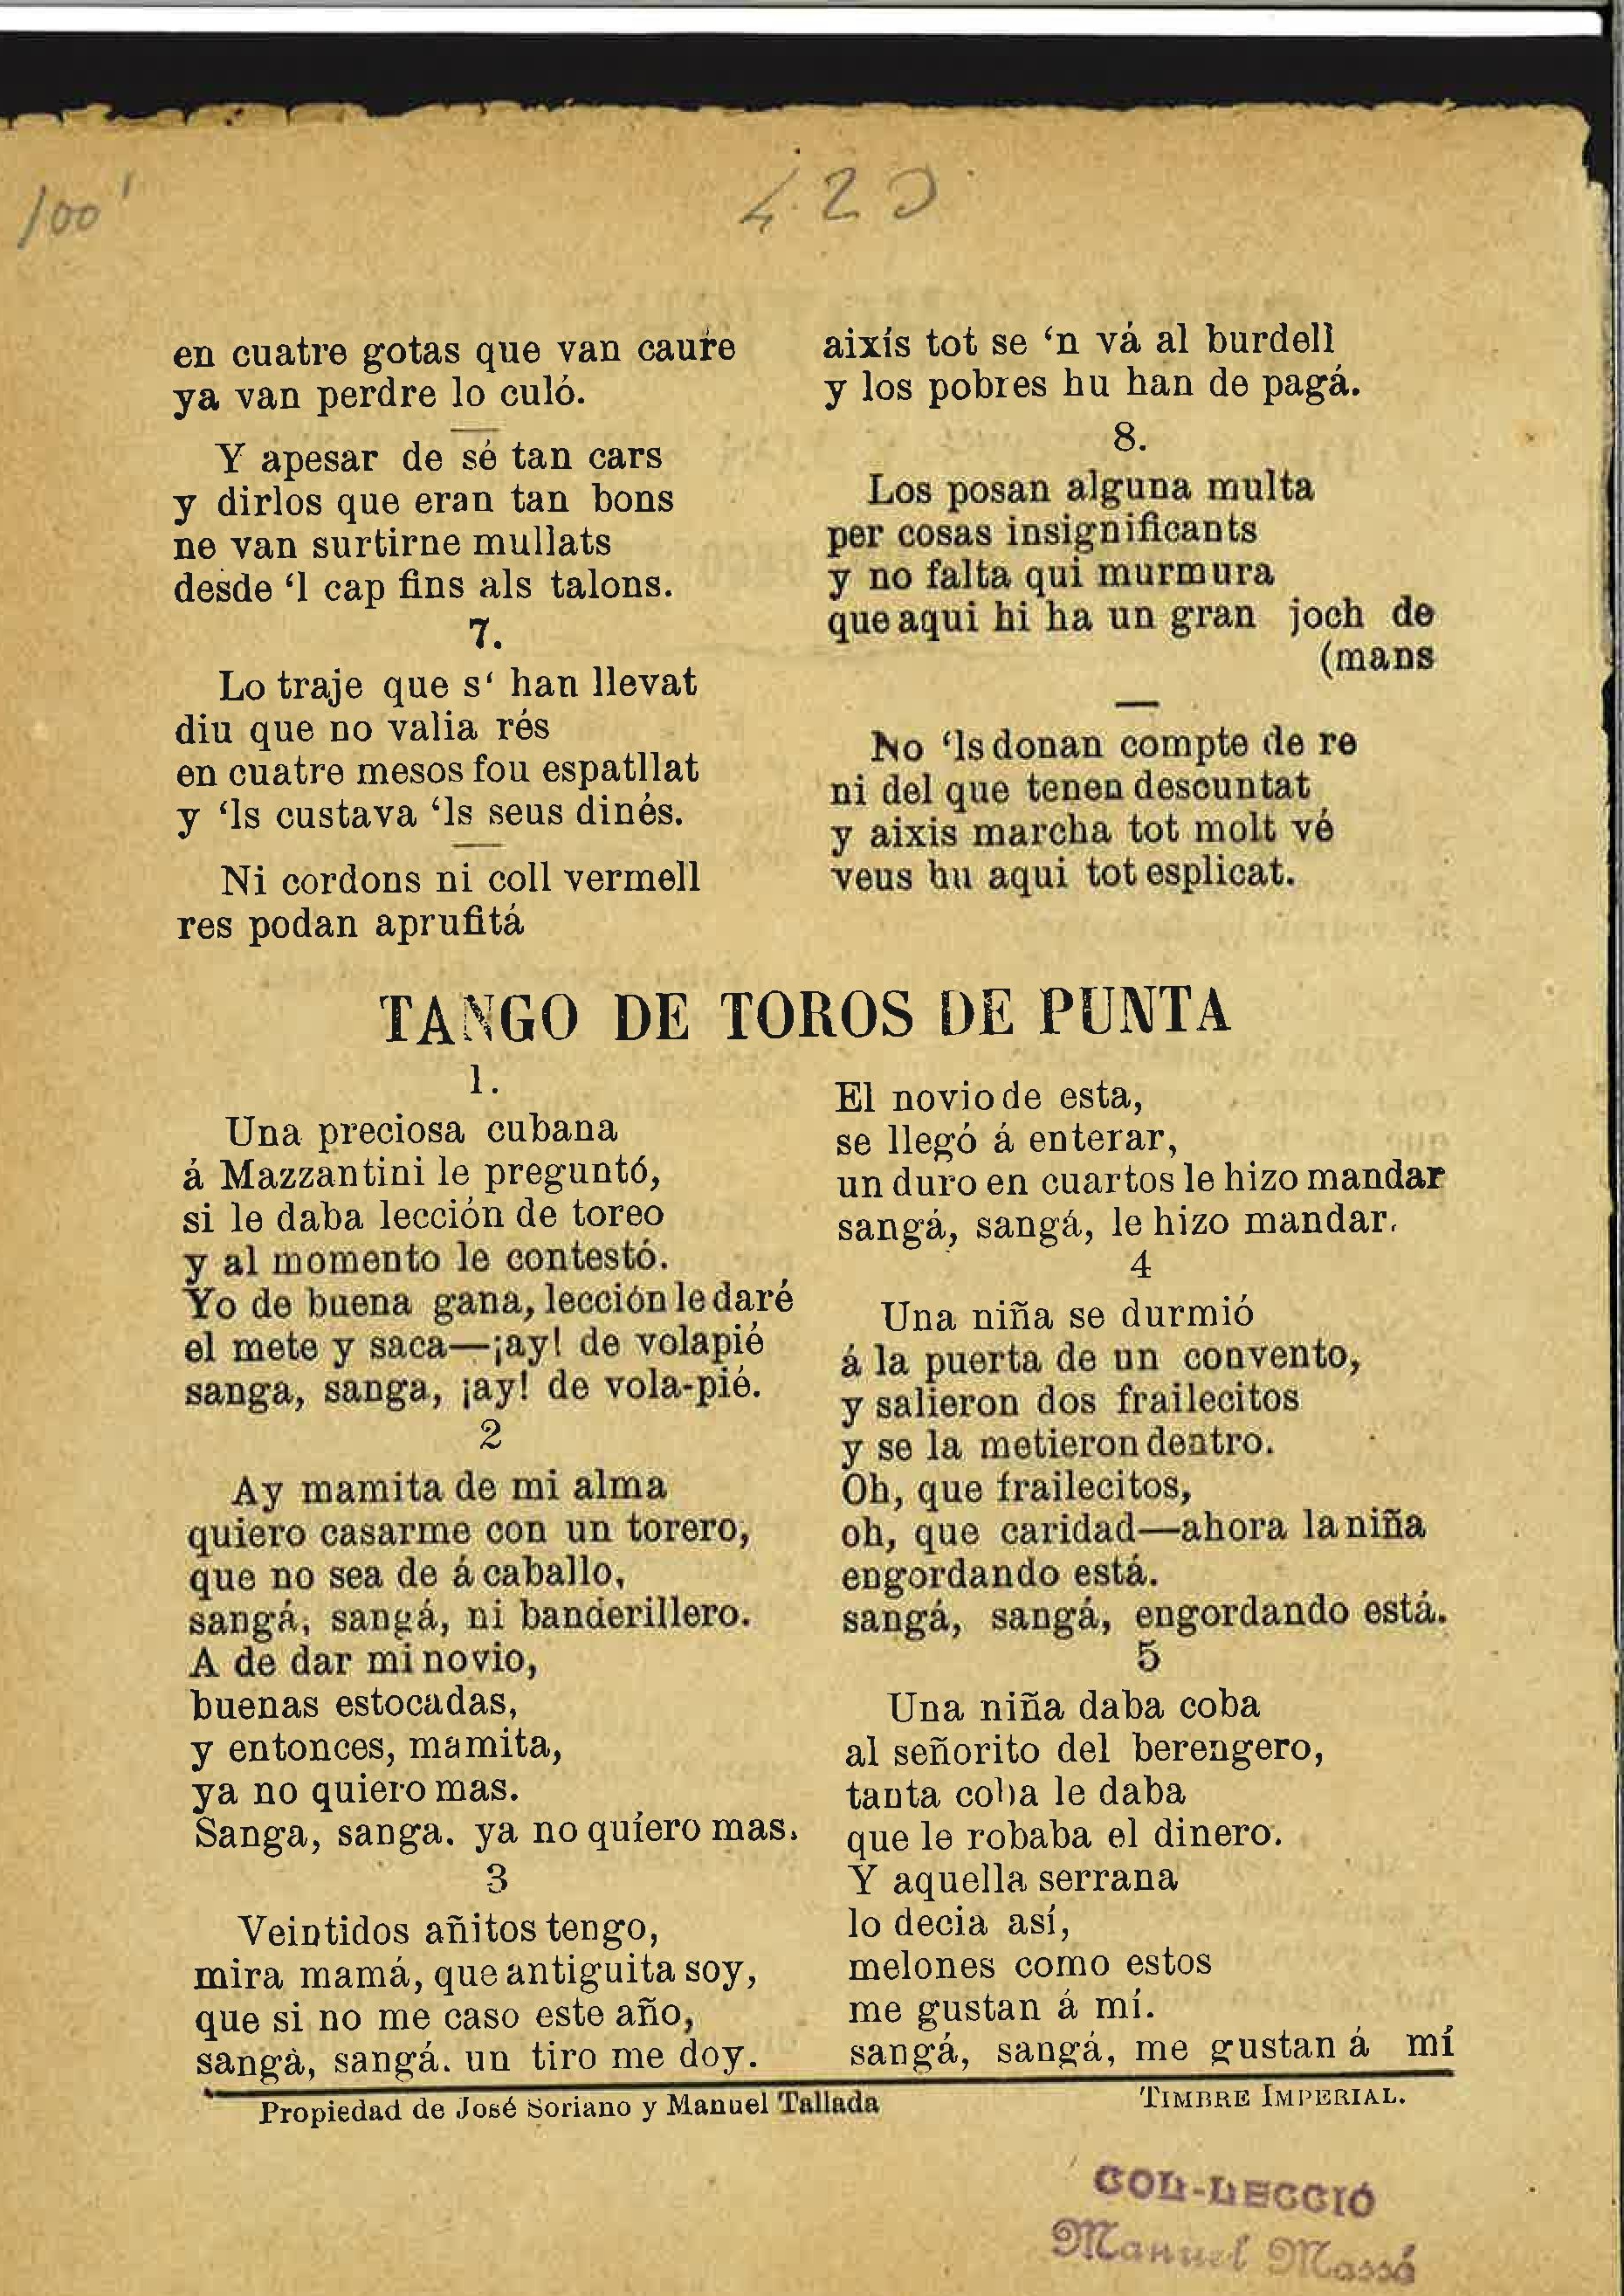 100'
420
en cuatre gotas que van caure
ya van perdre lo culó.
Y apesar de sé tan cars
y dirlos que eran tan bons
ne van surtirne mullats
desde ‘l cap fins als talons.
7.
Lo traje que s‘ han llevat
diu que no valia rés
en cuatre mesos fou espatllat
y ‘ls custava ‘ls seus dinés.
Ni cordons ni coll vermell
res podan aprufitá
aixís tot se ‘n vá al burdell
y los pobres hu han de pagá.
8.
Los posan alguna multa
per cosas insignificants
y no falta qui murmura
que aqui hi ha un gran joch de
(mans
No ‘ls donan compte de re
ni del que tenen descuntat
y aixis marcha tot molt vé
veus hu aqui tot esplicat.
TANGO DE TOROS DE PUNTA
1.
Una preciosa cubana
á Mazzantini le preguntó,
si le daba lección de toreo
y al momento le contestó.
Yo de buena gana, lección le daré
el mete y saca—¡ay! de volapié
sanga, sanga, ¡ay! de vola-pié.
2
Ay mamita de mi alma
quiero casarme con un torero,
que no sea de á caballo,
sangá, sangá, ni banderillero.
A de dar mi novio,
buenas estocadas,
y entonces, mamita,
ya no quiero mas.
Sanga, sanga. ya no quiero mas.
3
Veintidos añitos tengo,
mira mamá, que antiguita soy,
que si no me caso este año,
sangà, sangá. un tiro me doy.
El novio de esta,
se llegó á enterar,
un duro en cuartos le hizo mandar
sangá, sangá, le hizo mandar.
4
Una niña se durmió
á la puerta de un convento,
y salieron dos frailecitos
y se la metieron dentro.
Oh, que frailecitos,
oh, que caridad—ahora la niña
engordando está.
sangá, sangá, engordando está.
5
Una niña daba coba
al señorito del berengero,
tanta coba le daba
que le robaba el dinero.
Y aquella serrana
lo decia así,
melones como estos
me gustan á mí.
sangá, sangá, me gustan á mí
Propiedad de José Soriano y Manuel Tallada
TIMBRE IMPERIAL.
COL-LECCIÓ
Manuel Massó